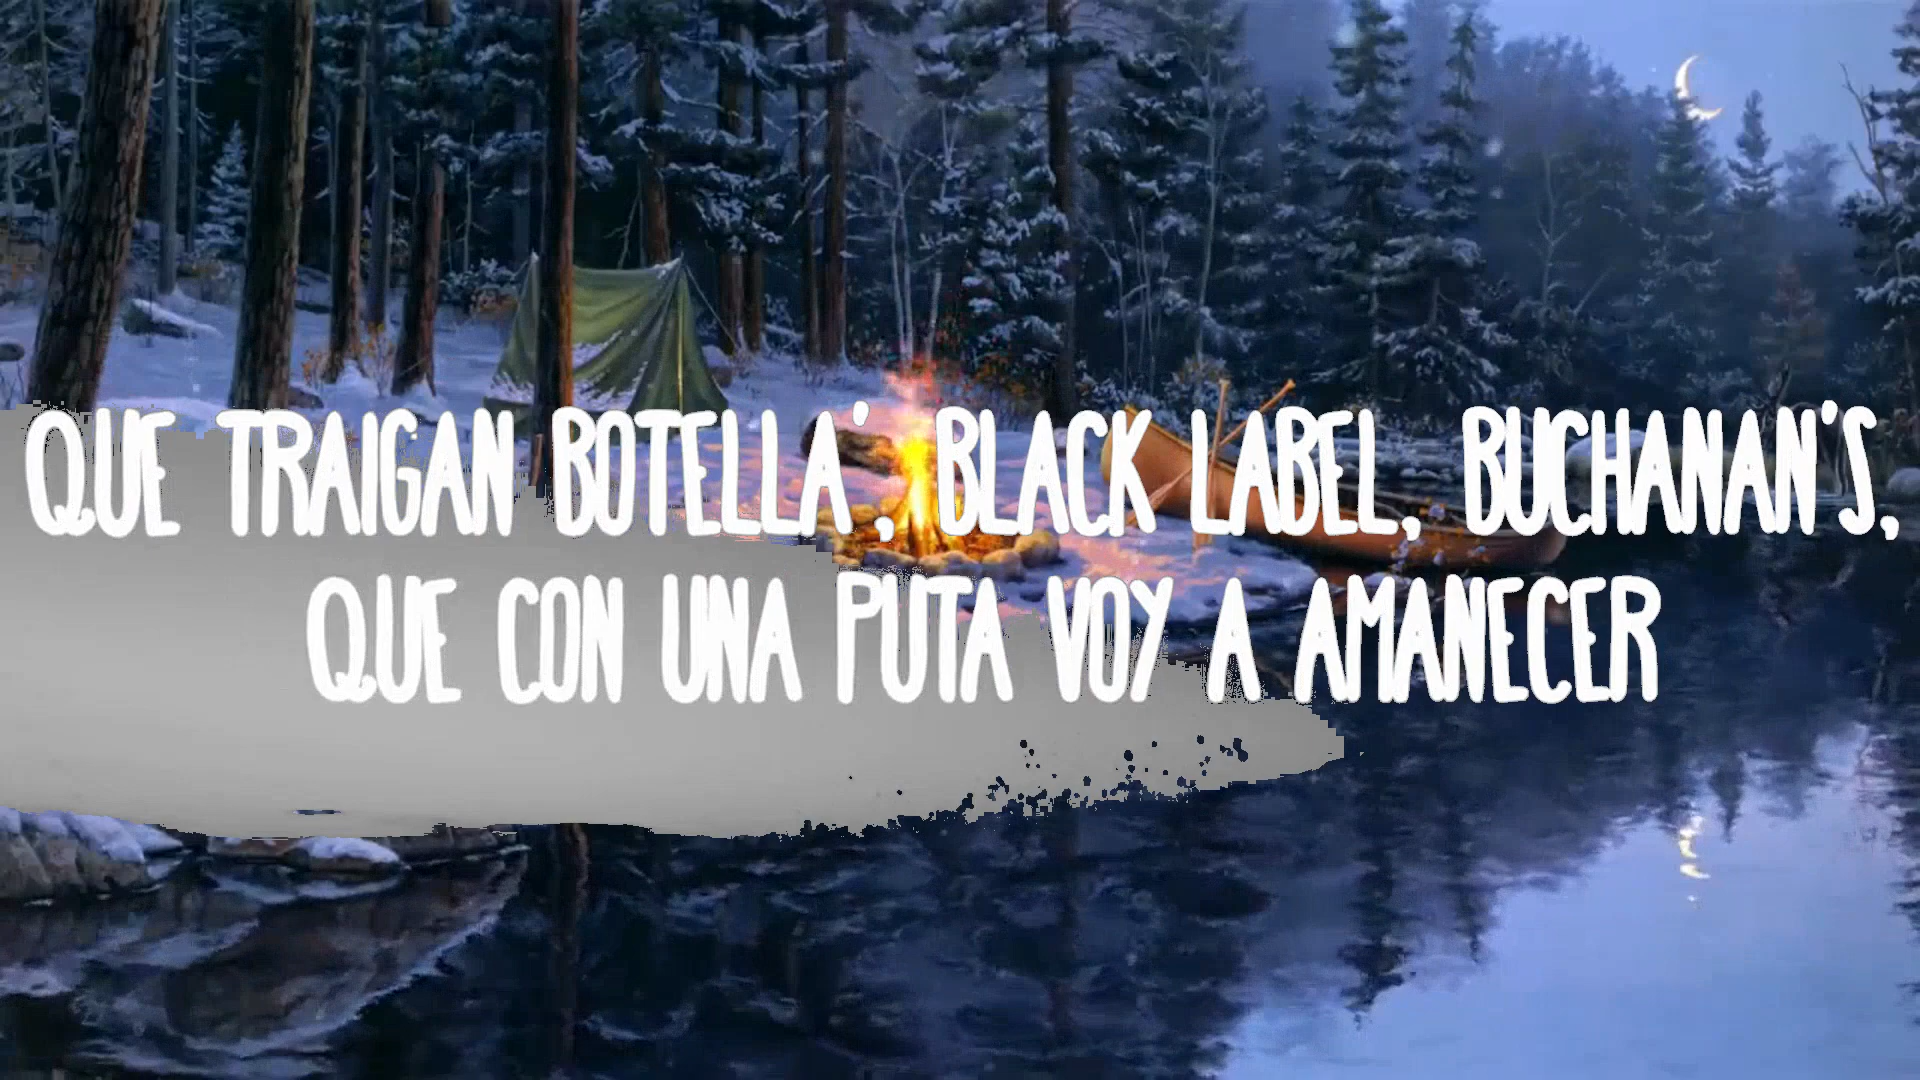 QUE TRAIGAN BOTELLA', BLACK LABEL, BUCHANAN'S,
QUE CON UNA PUTA VOY A AMANECER